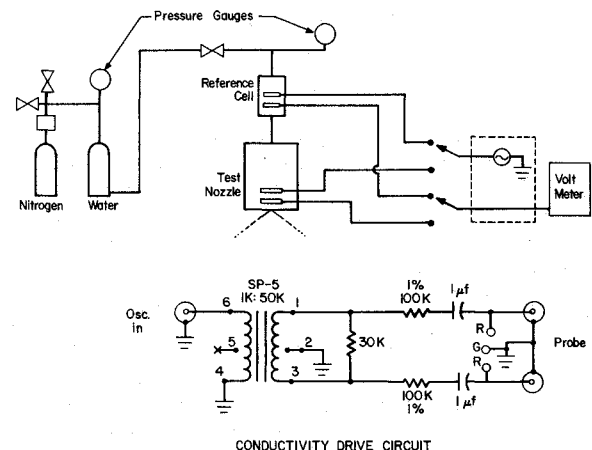 Pressure Gauges
Reference
Cell
Test
Nozzle
Nitrogen
Water
Volt
Meter
SP-5
1K:50K
Osc.
in
6
5
4
1
2
3
30K
1%
100K
1 µf
R
G
R
Probe
100K
1%
1 µf
CONDUCTIVITY DRIVE CIRCUIT